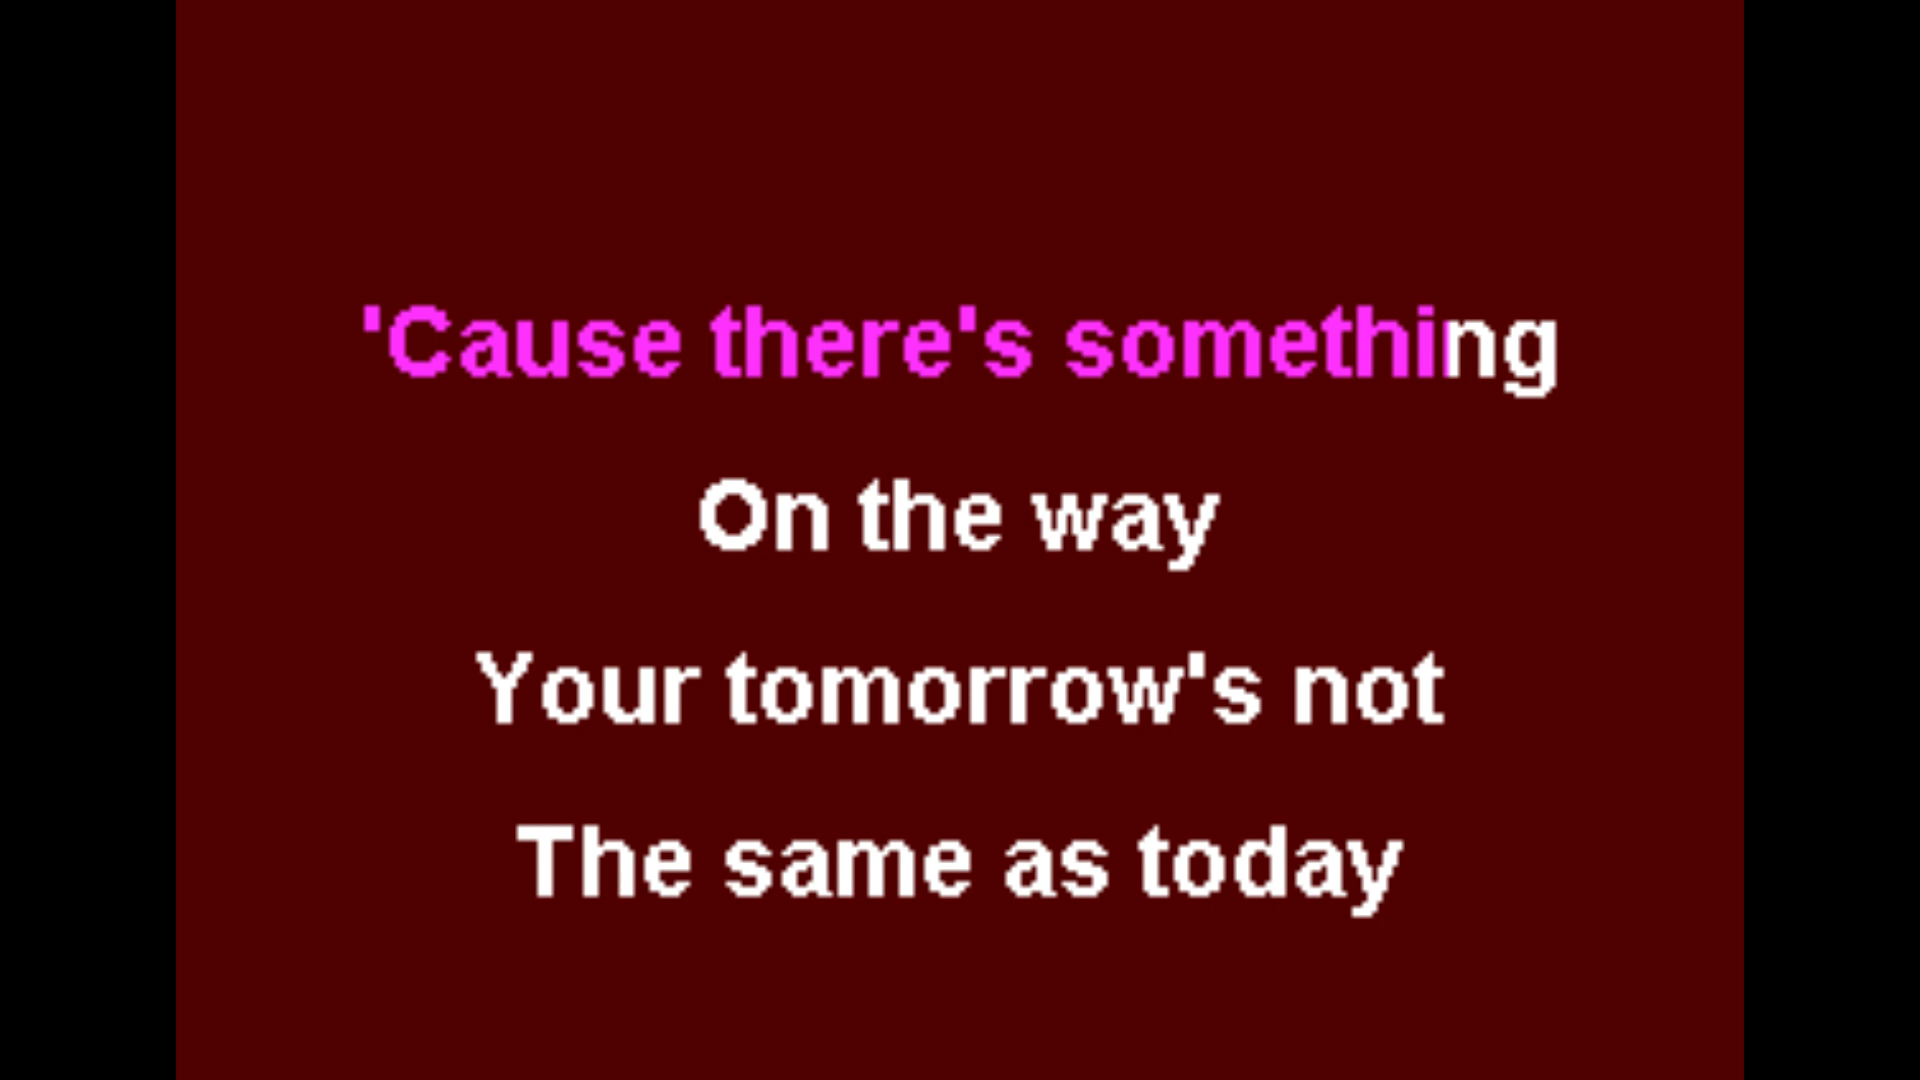 'Cause there's something
On the way
Your tomorrow's not
The same as today